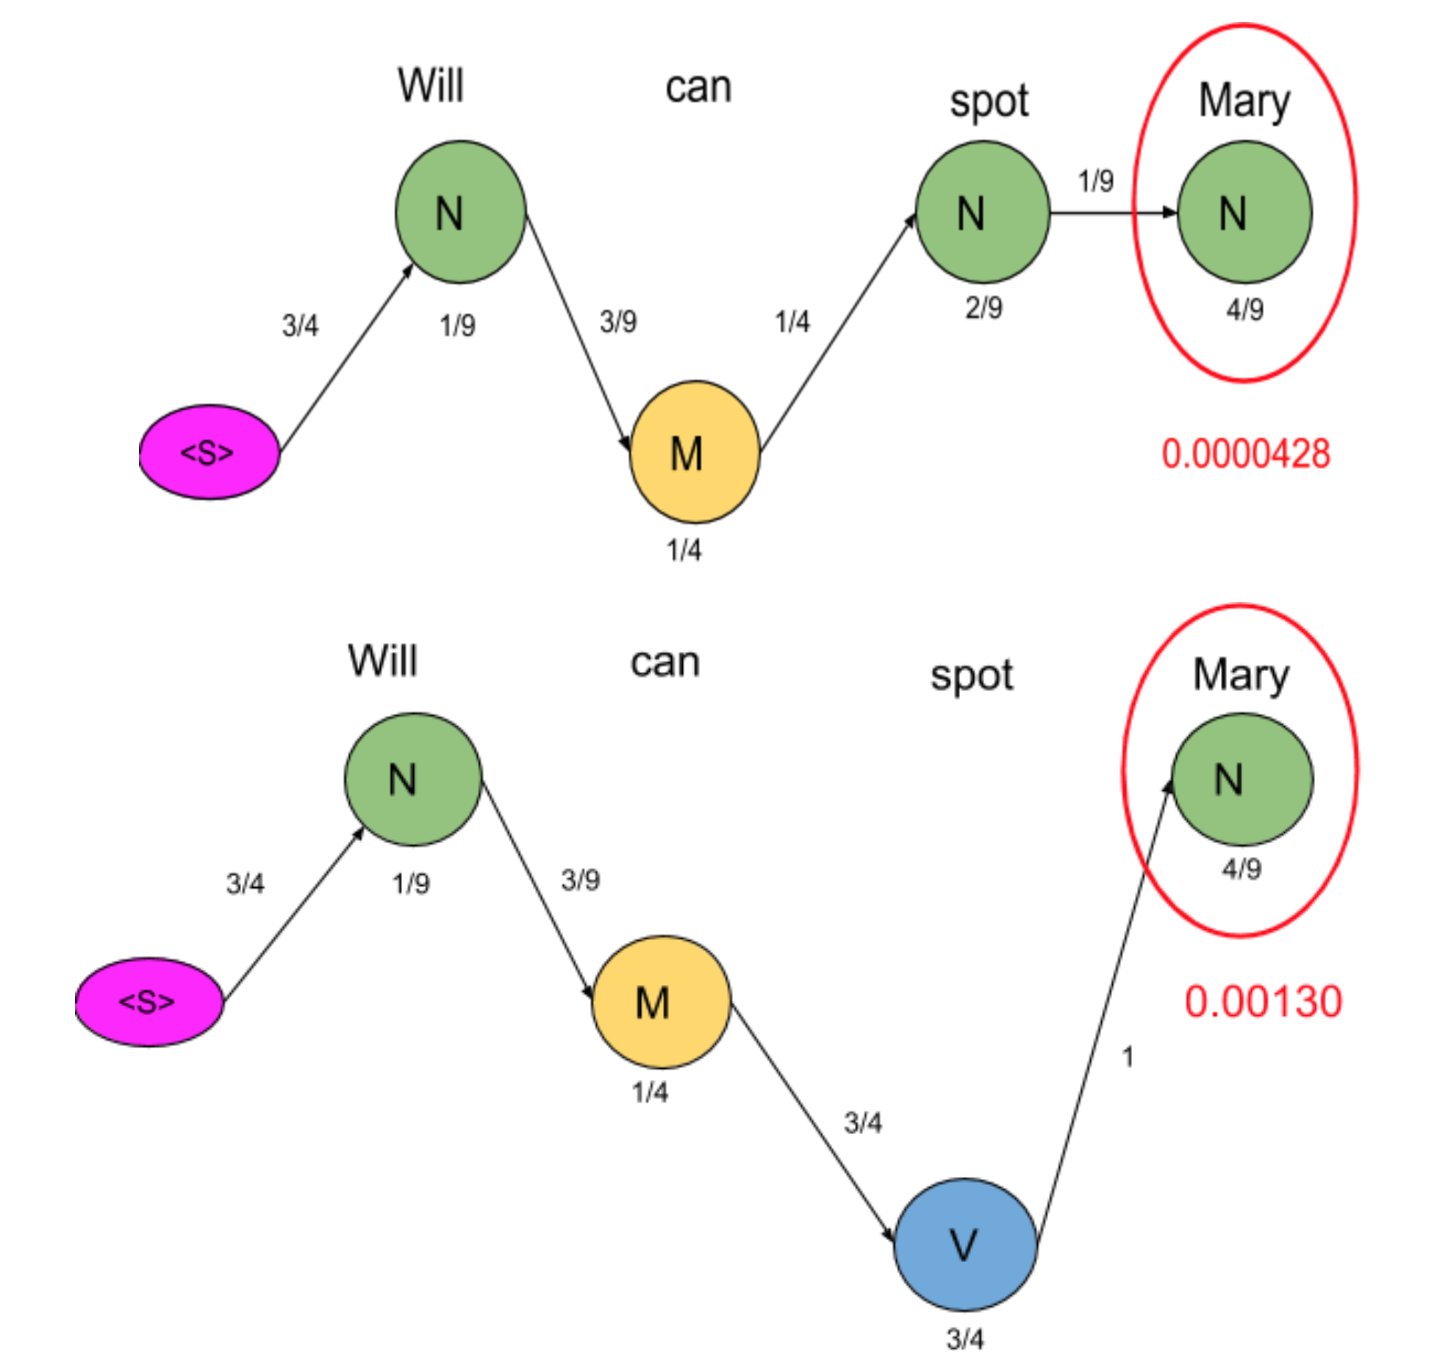 Will can spot Mary
1/9
N N N
3/4 1/9 3/9 1/4 2/9 4/9
<S> M 0.0000428
1/4
Will can spot Mary
N N
3/4 1/9 3/9 4/9
<S> M 0.00130
1/4 3/4 1
V
3/4